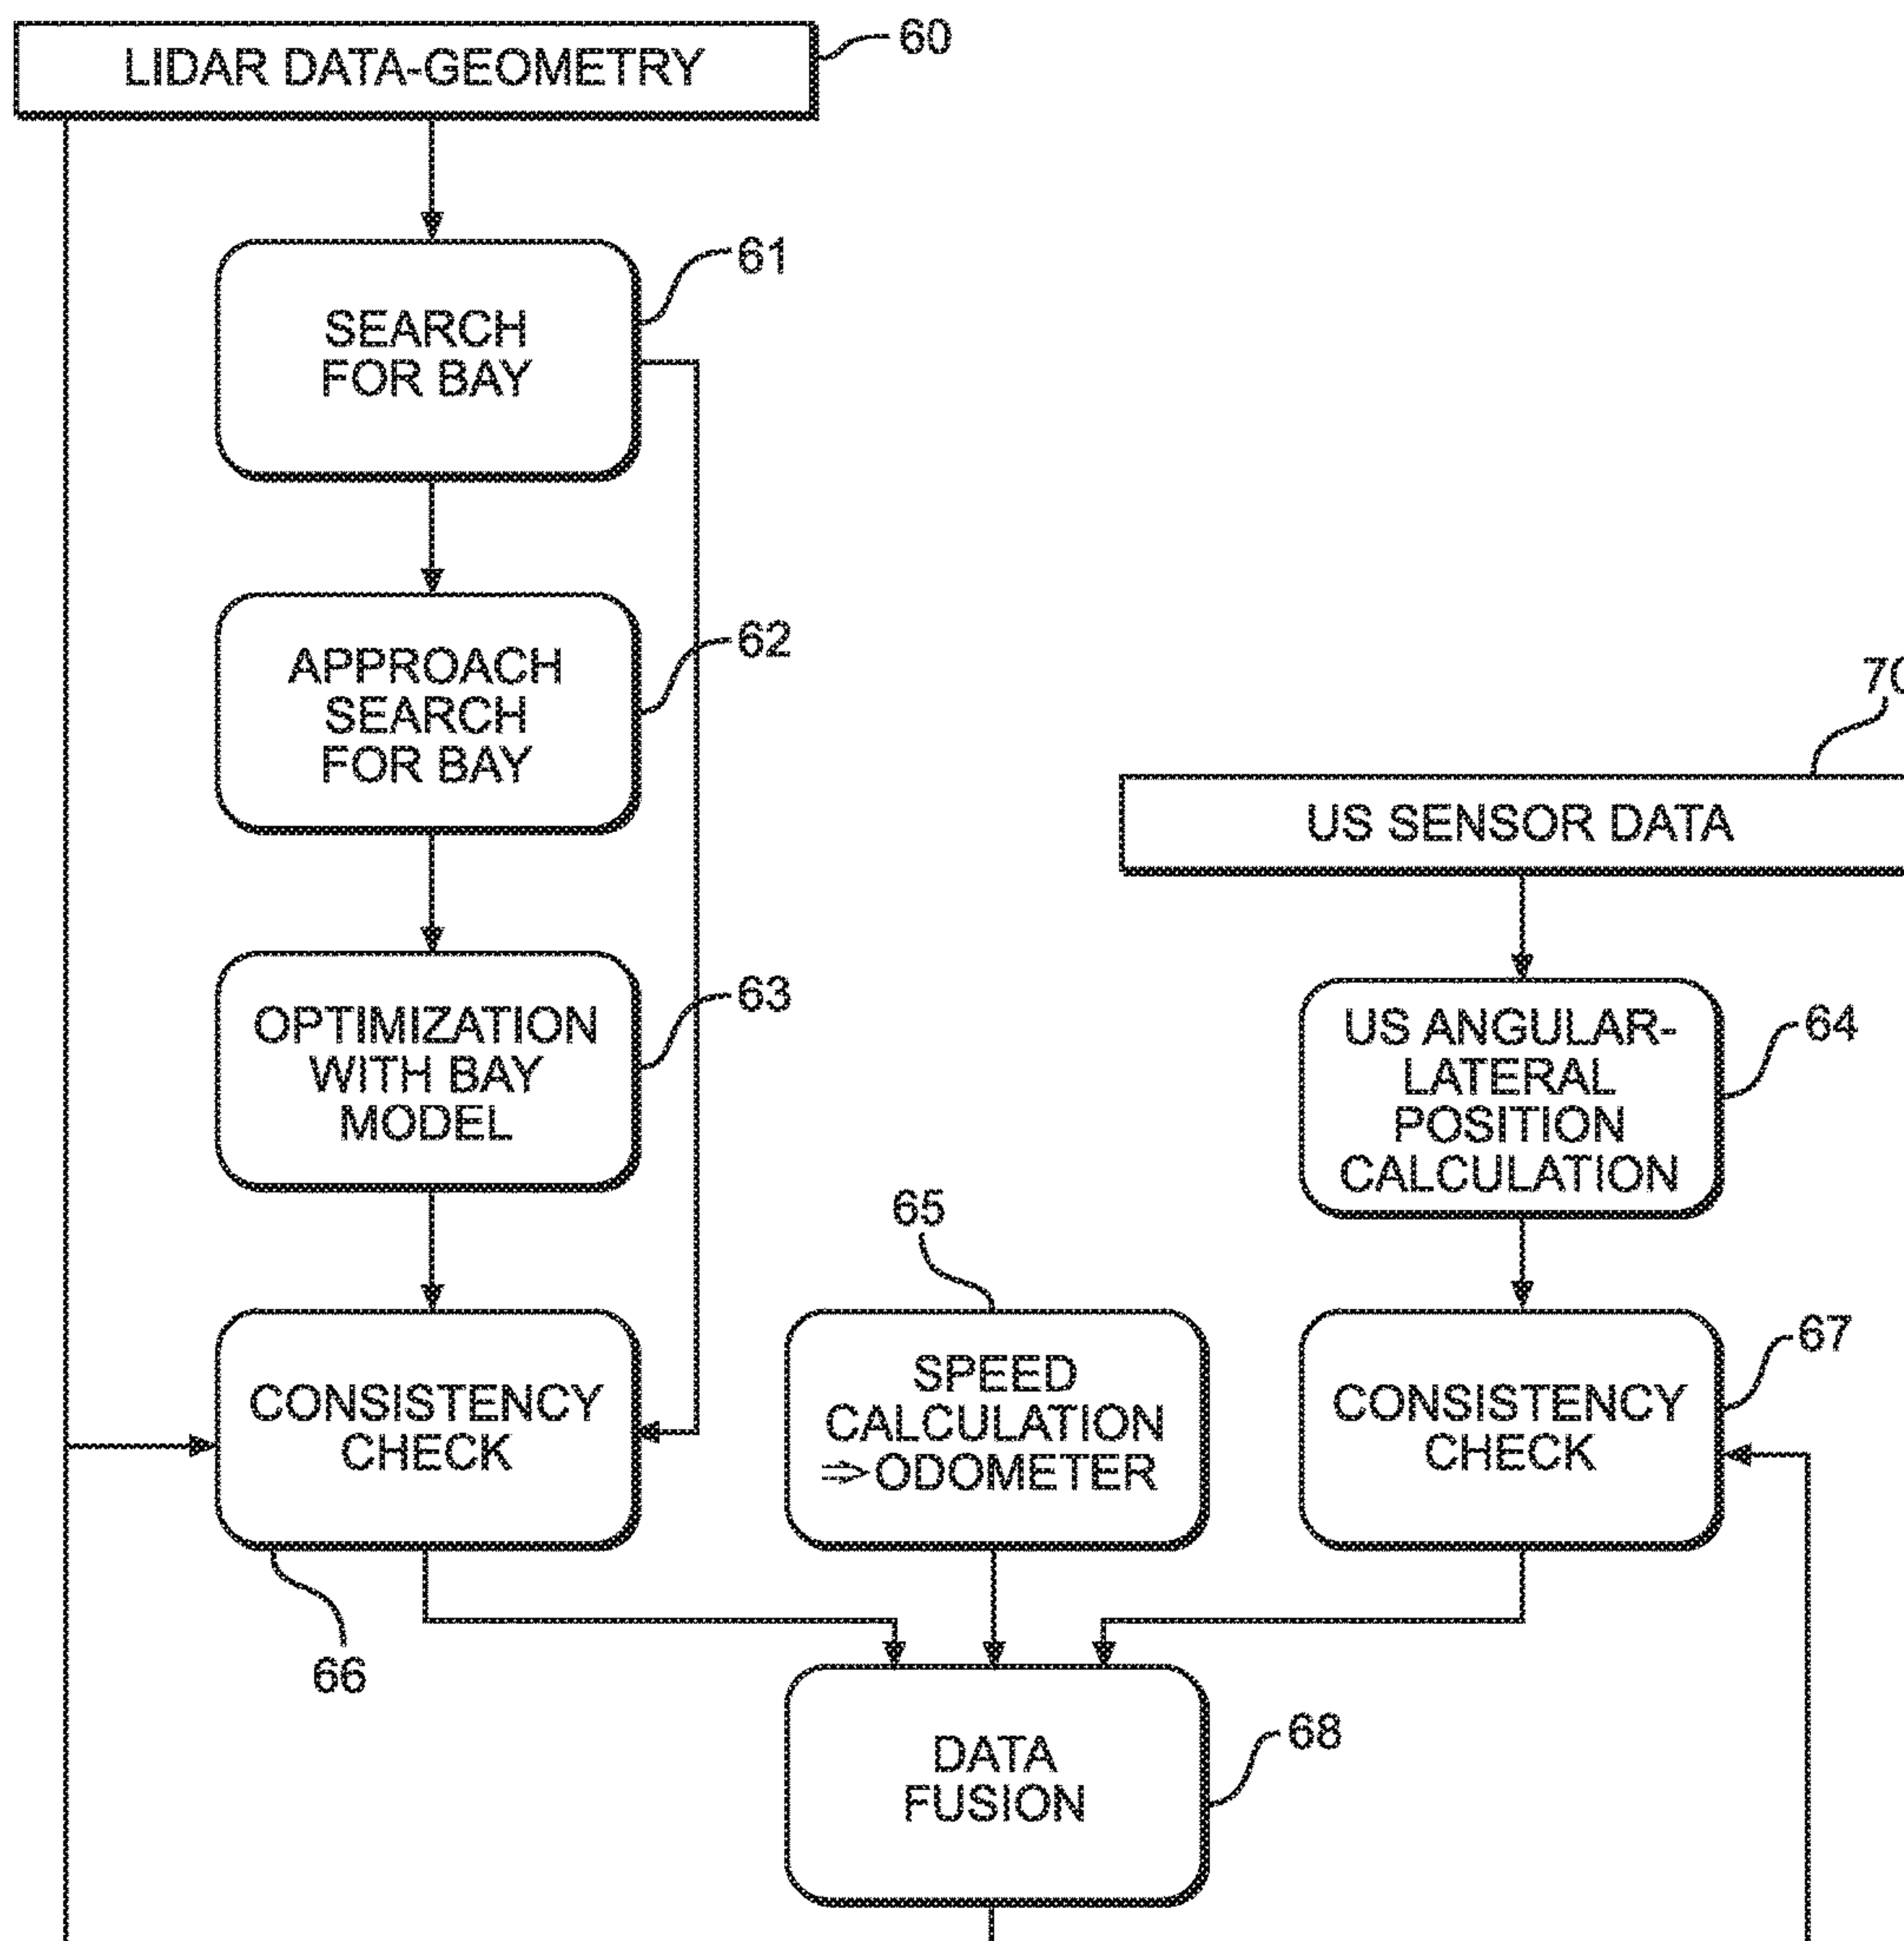 LIDAR DATA-GEOMETRY
60
SEARCH
FOR BAY
61
APPROACH
SEARCH
FOR BAY
62
70
US SENSOR DATA
OPTIMIZATION
WITH BAY
MODEL
63
US ANGULAR-
LATERAL
POSITION
CALCULATION
64
CONSISTENCY
CHECK
66
65
SPEED
CALCULATION
⇒ODOMETER
CONSISTENCY
CHECK
67
DATA
FUSION
68